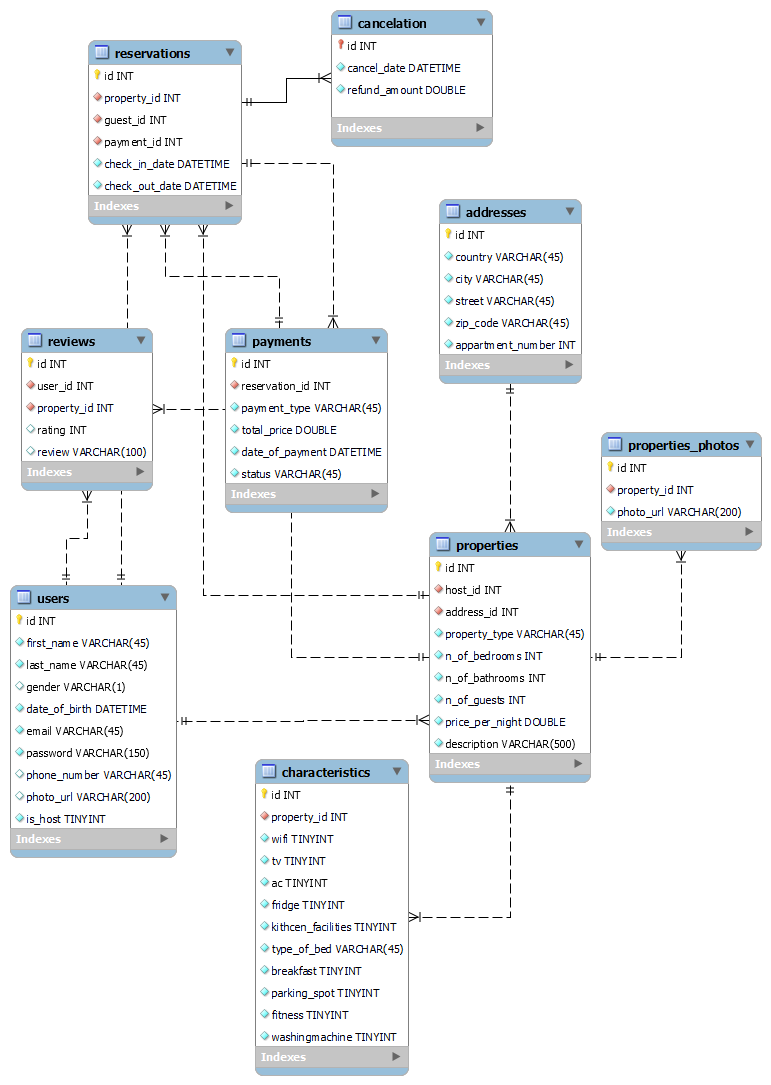 cancelation
id INT
cancel_date DATETIME
refund_amount DOUBLE
Indexes
reservations
id INT
property_id INT
guest_id INT
payment_id INT
check_in_date DATETIME
check_out_date DATETIME
Indexes
addresses
id INT
country VARCHAR(45)
city VARCHAR(45)
street VARCHAR(45)
zip_code VARCHAR(45)
appartment_number INT
Indexes
reviews
id INT
user_id INT
property_id INT
rating INT
review VARCHAR(100)
Indexes
payments
id INT
reservation_id INT
payment_type VARCHAR(45)
total_price DOUBLE
date_of_payment DATETIME
status VARCHAR(45)
Indexes
properties_photos
id INT
property_id INT
photo_url VARCHAR(200)
Indexes
properties
id INT
host_id INT
address_id INT
property_type VARCHAR(45)
n_of_bedrooms INT
n_of_bathrooms INT
n_of_guests INT
price_per_night DOUBLE
description VARCHAR(500)
Indexes
users
id INT
first_name VARCHAR(45)
last_name VARCHAR(45)
gender VARCHAR(1)
date_of_birth DATETIME
email VARCHAR(45)
password VARCHAR(150)
phone_number VARCHAR(45)
photo_url VARCHAR(200)
is_host TINYINT
Indexes
characteristics
id INT
property_id INT
wifi TINYINT
tv TINYINT
ac TINYINT
fridge TINYINT
kithcen_facilities TINYINT
type_of_bed VARCHAR(45)
breakfast TINYINT
parking_spot TINYINT
fitness TINYINT
washingmachine TINYINT
Indexes